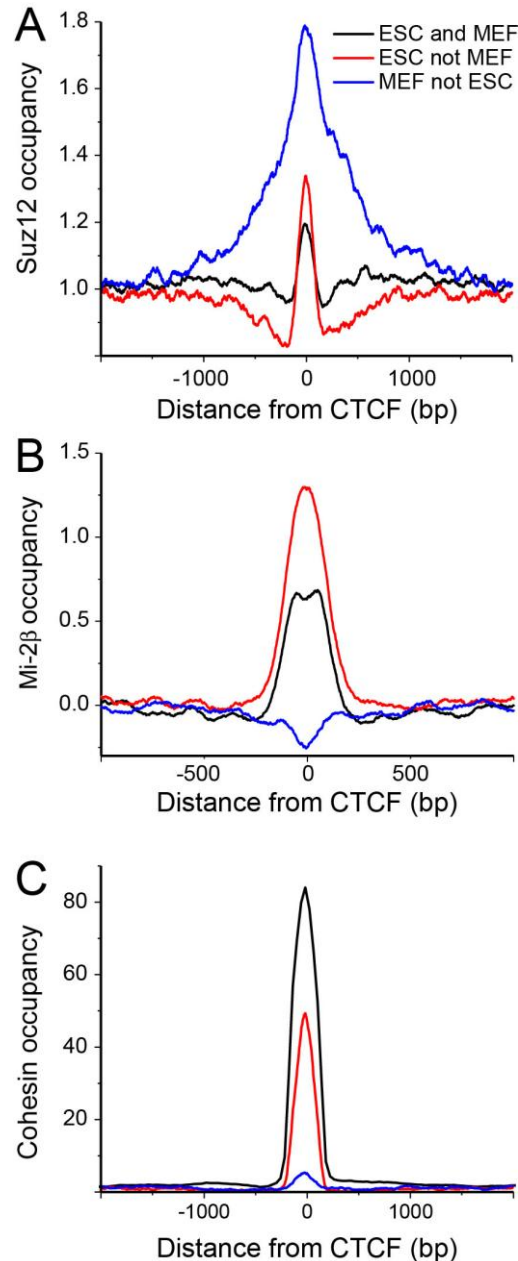 A
ESC and MEF
ESC not MEF
MEF not ESC
Suz12 occupancy
1.8
1.6
1.4
1.2
1.0
-1000 0 1000
Distance from CTCF (bp)
B
Mi-2β occupancy
1.5
1.0
0.5
0.0
-500 0 500
Distance from CTCF (bp)
C
Cohesin occupancy
80
60
40
20
-1000 0 1000
Distance from CTCF (bp)